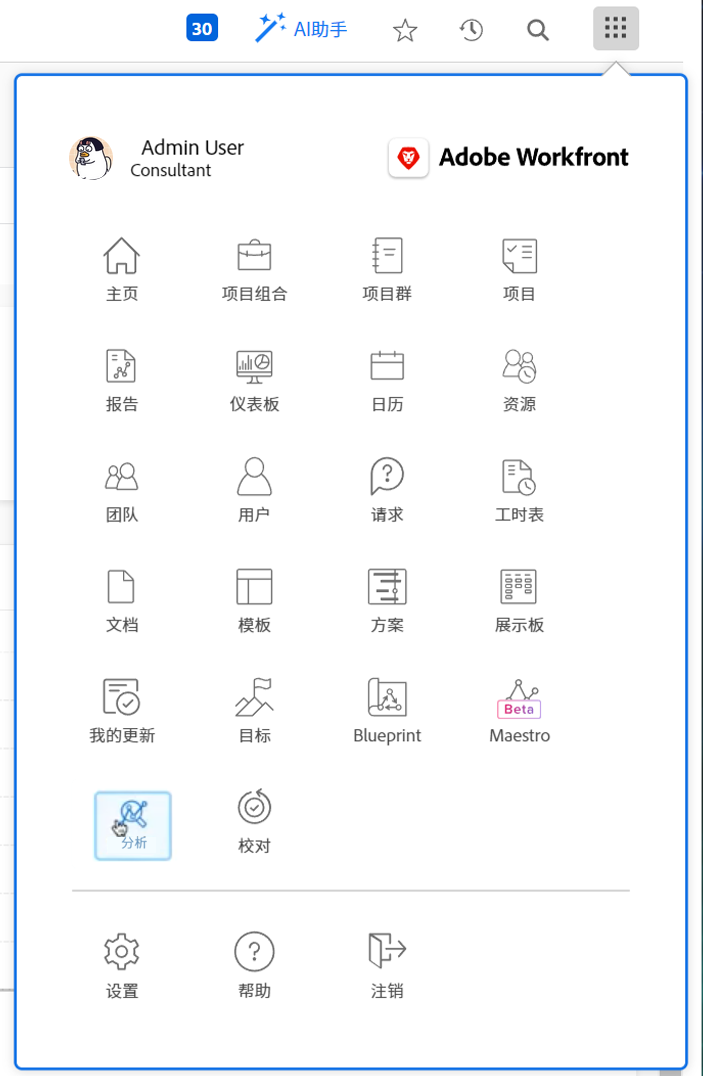 30 AI助手
Admin User
Consultant
Adobe Workfront
主页 项目组合 项目群 项目
报告 仪表板 日历 资源
团队 用户 请求 工时表
文档 模板 方案 展示板
Beta
我的更新 目标 Blueprint Maestro
分析 校对
设置 帮助 注销